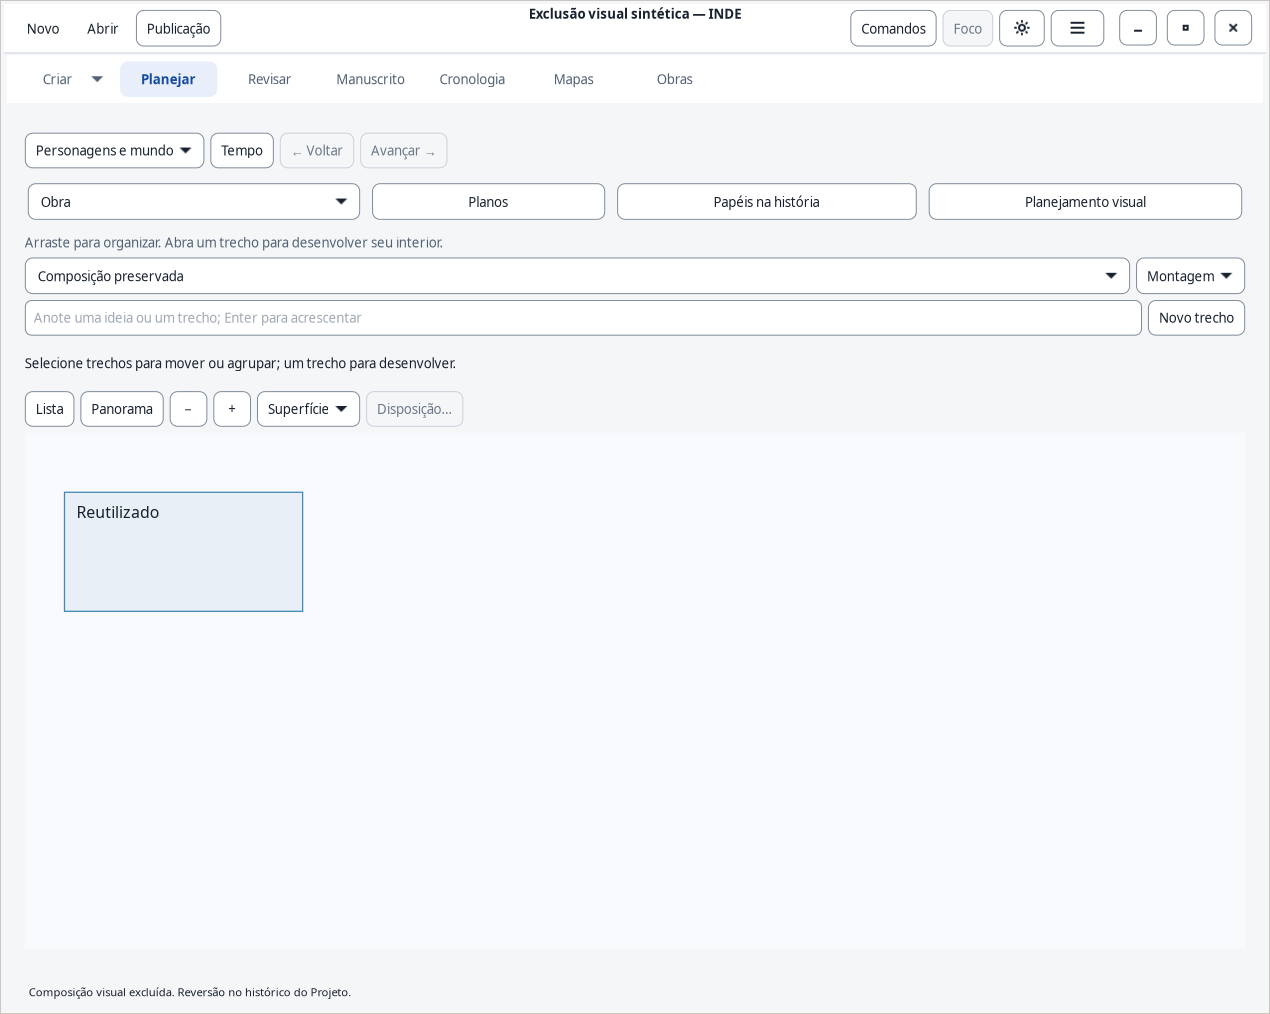 Exclusão visual sintética — INDE
Novo Abrir Publicação Comandos Foco
Criar Planejar Revisar Manuscrito Cronologia Mapas Obras
Personagens e mundo Tempo ← Voltar Avançar →
Obra Planos Papéis na história Planejamento visual
Arraste para organizar. Abra um trecho para desenvolver seu interior.
Composição preservada Montagem
Anote uma ideia ou um trecho; Enter para acrescentar Novo trecho
Selecione trechos para mover ou agrupar; um trecho para desenvolver.
Lista Panorama – + Superfície Disposição...
Reutilizado
Composição visual excluída. Reversão no histórico do Projeto.